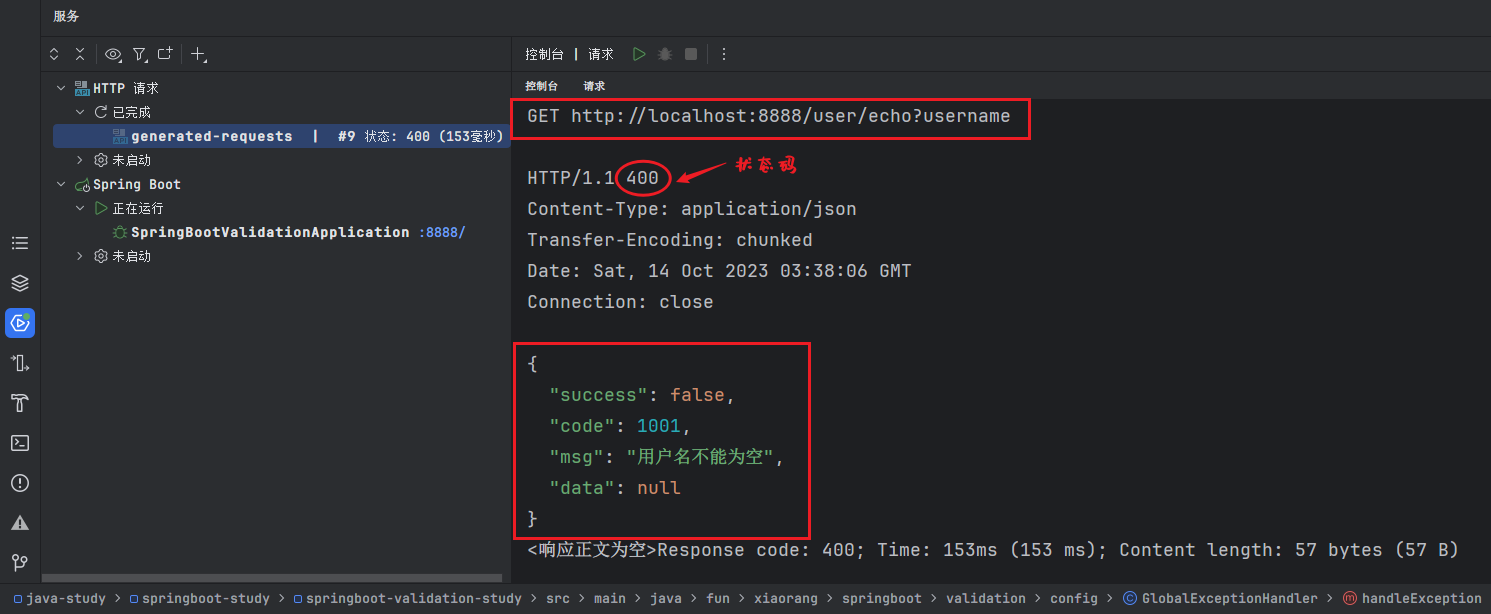 服务
HTTP 请求
已完成
generated-requests | #9 状态: 400 (153毫秒)
未启动
Spring Boot
正在运行
SpringBootValidationApplication :8888/
未启动
控制台 | 请求
控制台 请求
GET http://localhost:8888/user/echo?username
HTTP/1.1 400
状态码
Content-Type: application/json
Transfer-Encoding: chunked
Date: Sat, 14 Oct 2023 03:38:06 GMT
Connection: close
{
"success": false,
"code": 1001,
"msg": "用户名不能为空",
"data": null
}
<响应正文为空>Response code: 400; Time: 153ms (153 ms); Content length: 57 bytes (57 B)
java-study > springboot-study > springboot-validation-study > src > main > java > fun > xiaorang > springboot > validation > config > GlobalExceptionHandler > handleException